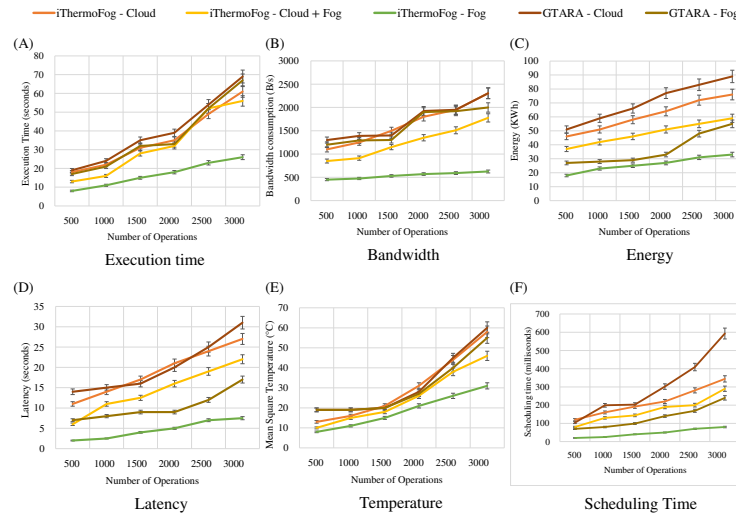 iThermoFog - Cloud iThermoFog - Cloud + Fog iThermoFog - Fog GTARA - Cloud GTARA - Fog
(A)
Execution Time (seconds)
80
70
60
50
40
30
20
10
0
500 1000 1500 2000 2500 3000
Number of Operations
Execution time
(B)
Bandwidth consumption (B/s)
3000
2500
2000
1500
1000
500
0
500 1000 1500 2000 2500 3000
Number of Operations
Bandwidth
(C)
Energy (KWh)
100
90
80
70
60
50
40
30
20
10
0
500 1000 1500 2000 2500 3000
Number of Operations
Energy
(D)
Latency (seconds)
35
30
25
20
15
10
5
0
500 1000 1500 2000 2500 3000
Number of Operations
Latency
(E)
Mean Square Temperature (°C)
70
60
50
40
30
20
10
0
500 1000 1500 2000 2500 3000
Number of Operations
Temperature
(F)
Scheduling time (milliseconds)
700
600
500
400
300
200
100
0
500 1000 1500 2000 2500 3000
Number of Operations
Scheduling Time